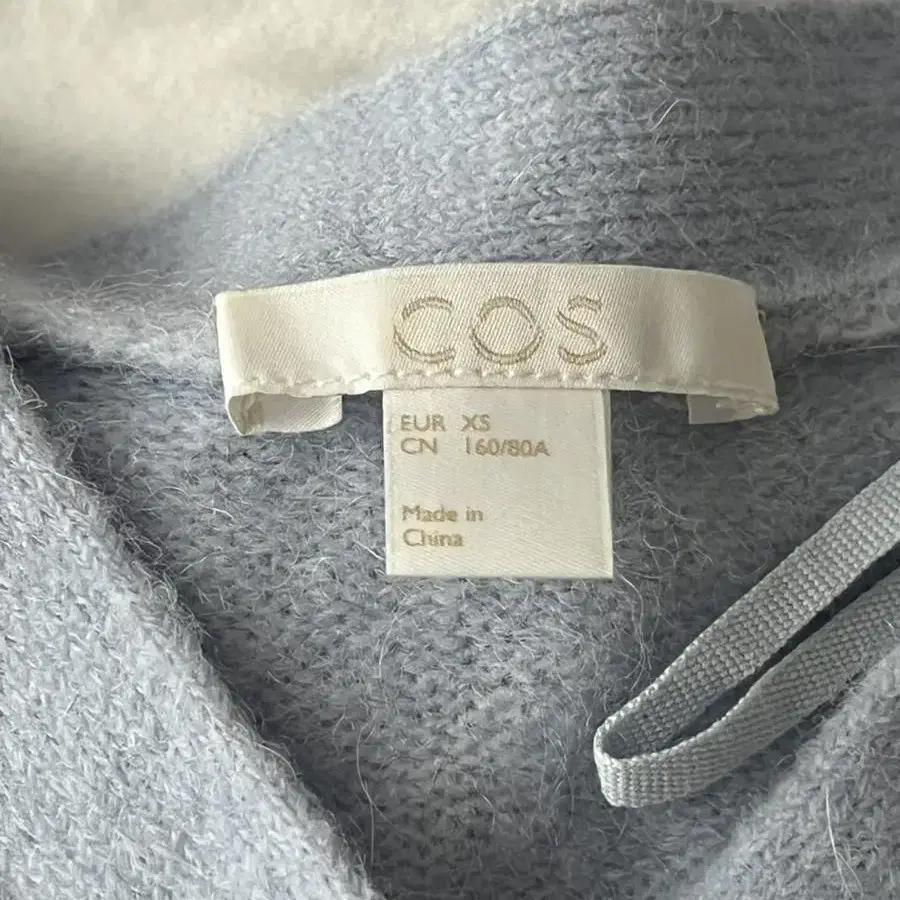 COS
EUR XS
CN 160/80A
Made in
China